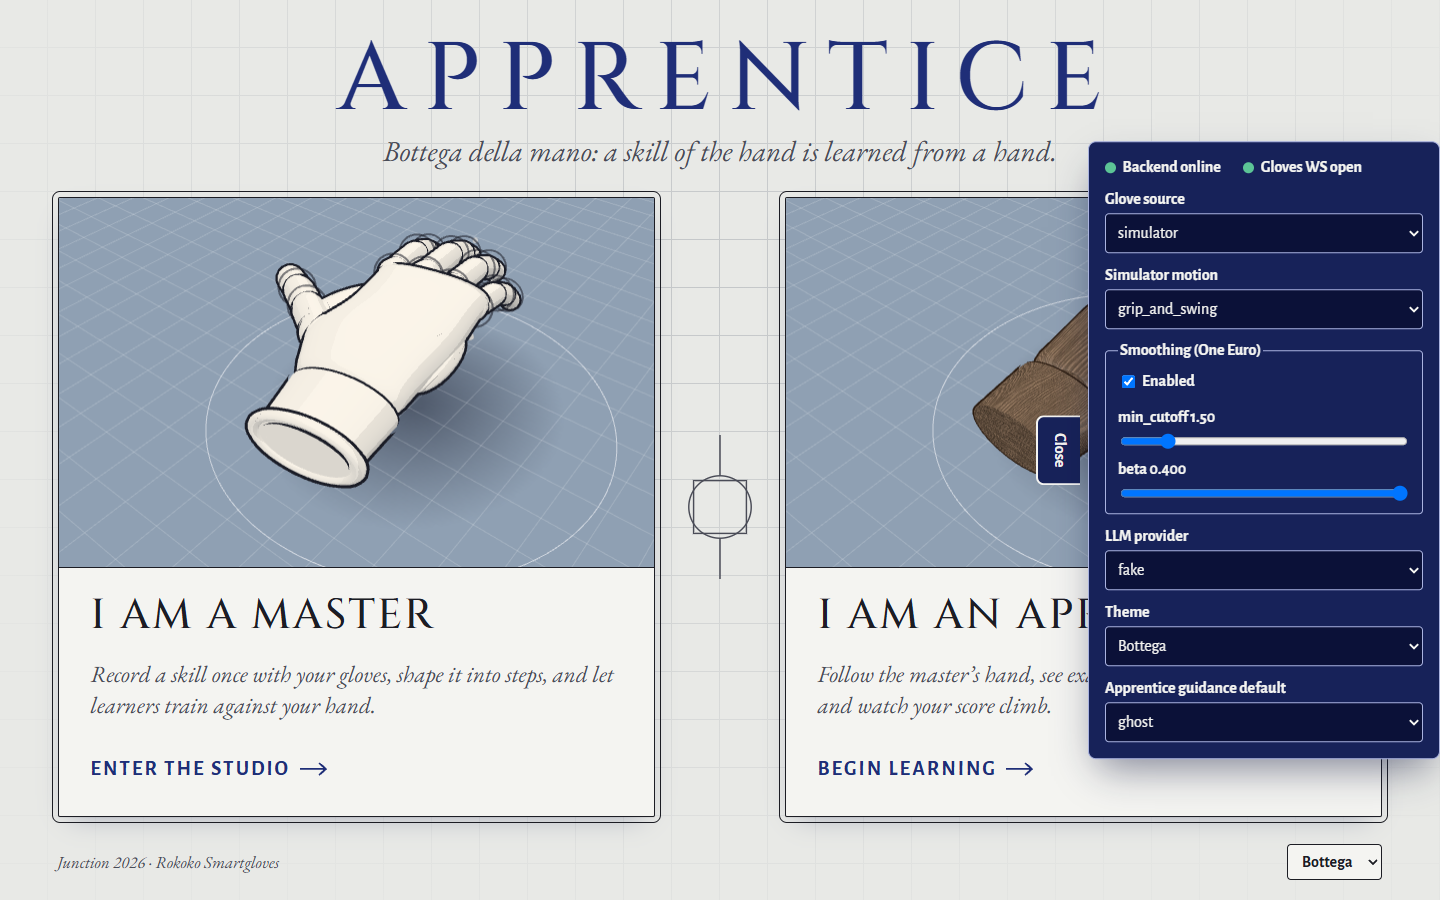 APPRENTICE
Bottega della mano: a skill of the hand is learned from a hand.
I AM A MASTER
Record a skill once with your gloves, shape it into steps, and let
learners train against your hand.
ENTER THE STUDIO
I AM AN
Follow the master’s hand, see
and watch your score climb.
BEGIN LEARNING
Close
Backend online
Gloves WS open
Glove source
simulator
Simulator motion
grip_and_swing
Smoothing (One Euro)
Enabled
min_cutoff 1.50
beta 0.400
LLM provider
fake
Theme
Bottega
Apprentice guidance default
ghost
Junction 2026 · Rokoko Smartgloves
Bottega